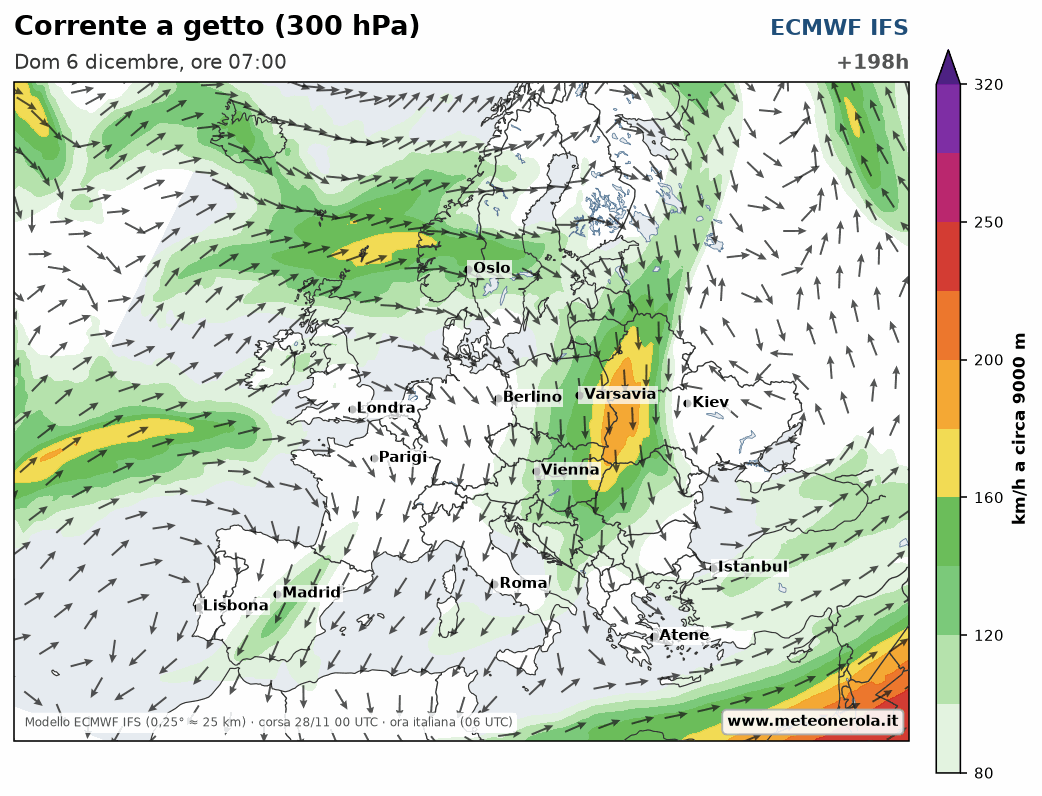 Corrente a getto (300 hPa)
ECMWF IFS
Dom 6 dicembre, ore 07:00
+198h
320
250
200
160
120
80
km/h a circa 9000 m
Oslo
Berlino
Varsavia
Kiev
Londra
Parigi
Vienna
Istanbul
Roma
Madrid
Lisbona
Atene
Modello ECMWF IFS (0,25° ≈ 25 km) · corsa 28/11 00 UTC · ora italiana (06 UTC)
www.meteonerola.it